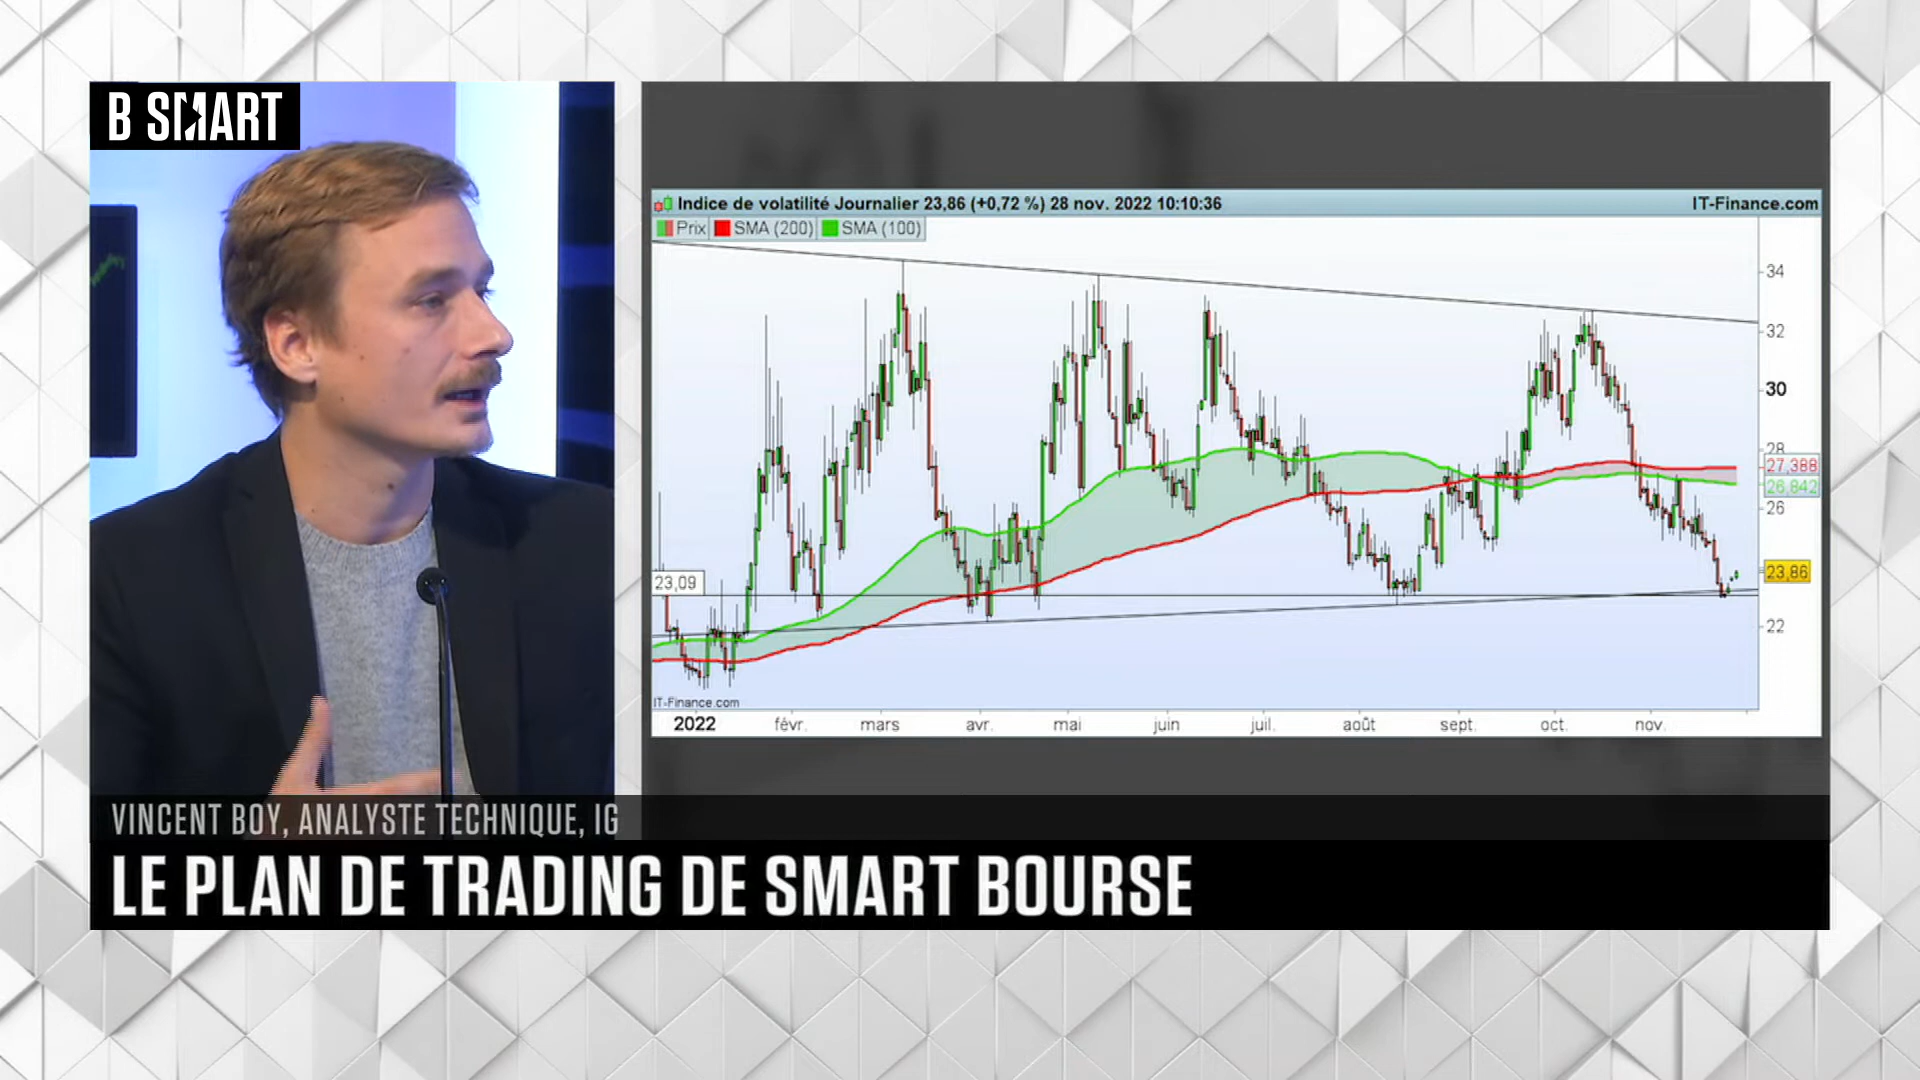 B SMART
Indice de volatilité Journalier 23,86 (+0,72 %) 28 nov. 2022 10:10:36
IT-Finance.com
Prix
SMA (200)
SMA (100)
34
32
30
28
27,388
26,842
26
23,86
23,09
22
IT-Finance.com
2022
févr.
mars
avr.
mai
juin
juil.
août
sept.
oct.
nov.
VINCENT BOY, ANALYSTE TECHNIQUE, IG
LE PLAN DE TRADING DE SMART BOURSE